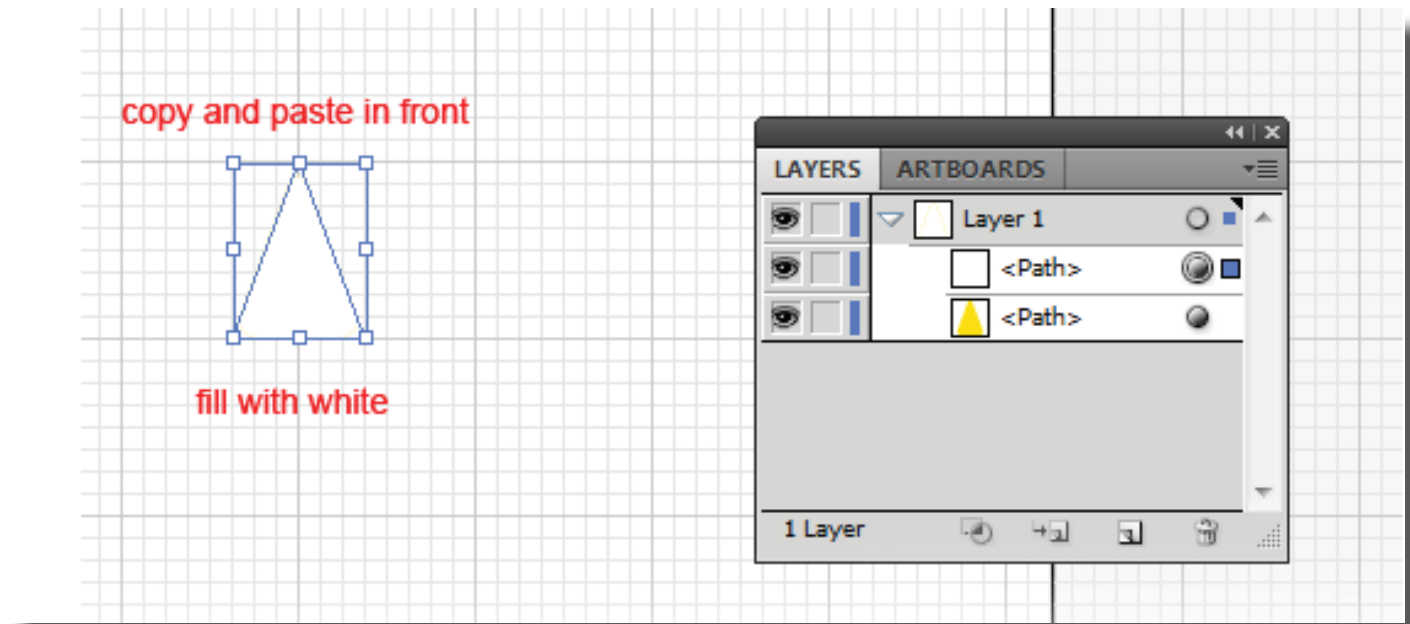 copy and paste in front
fill with white
LAYERS ARTBOARDS
Layer 1
<Path>
<Path>
1 Layer